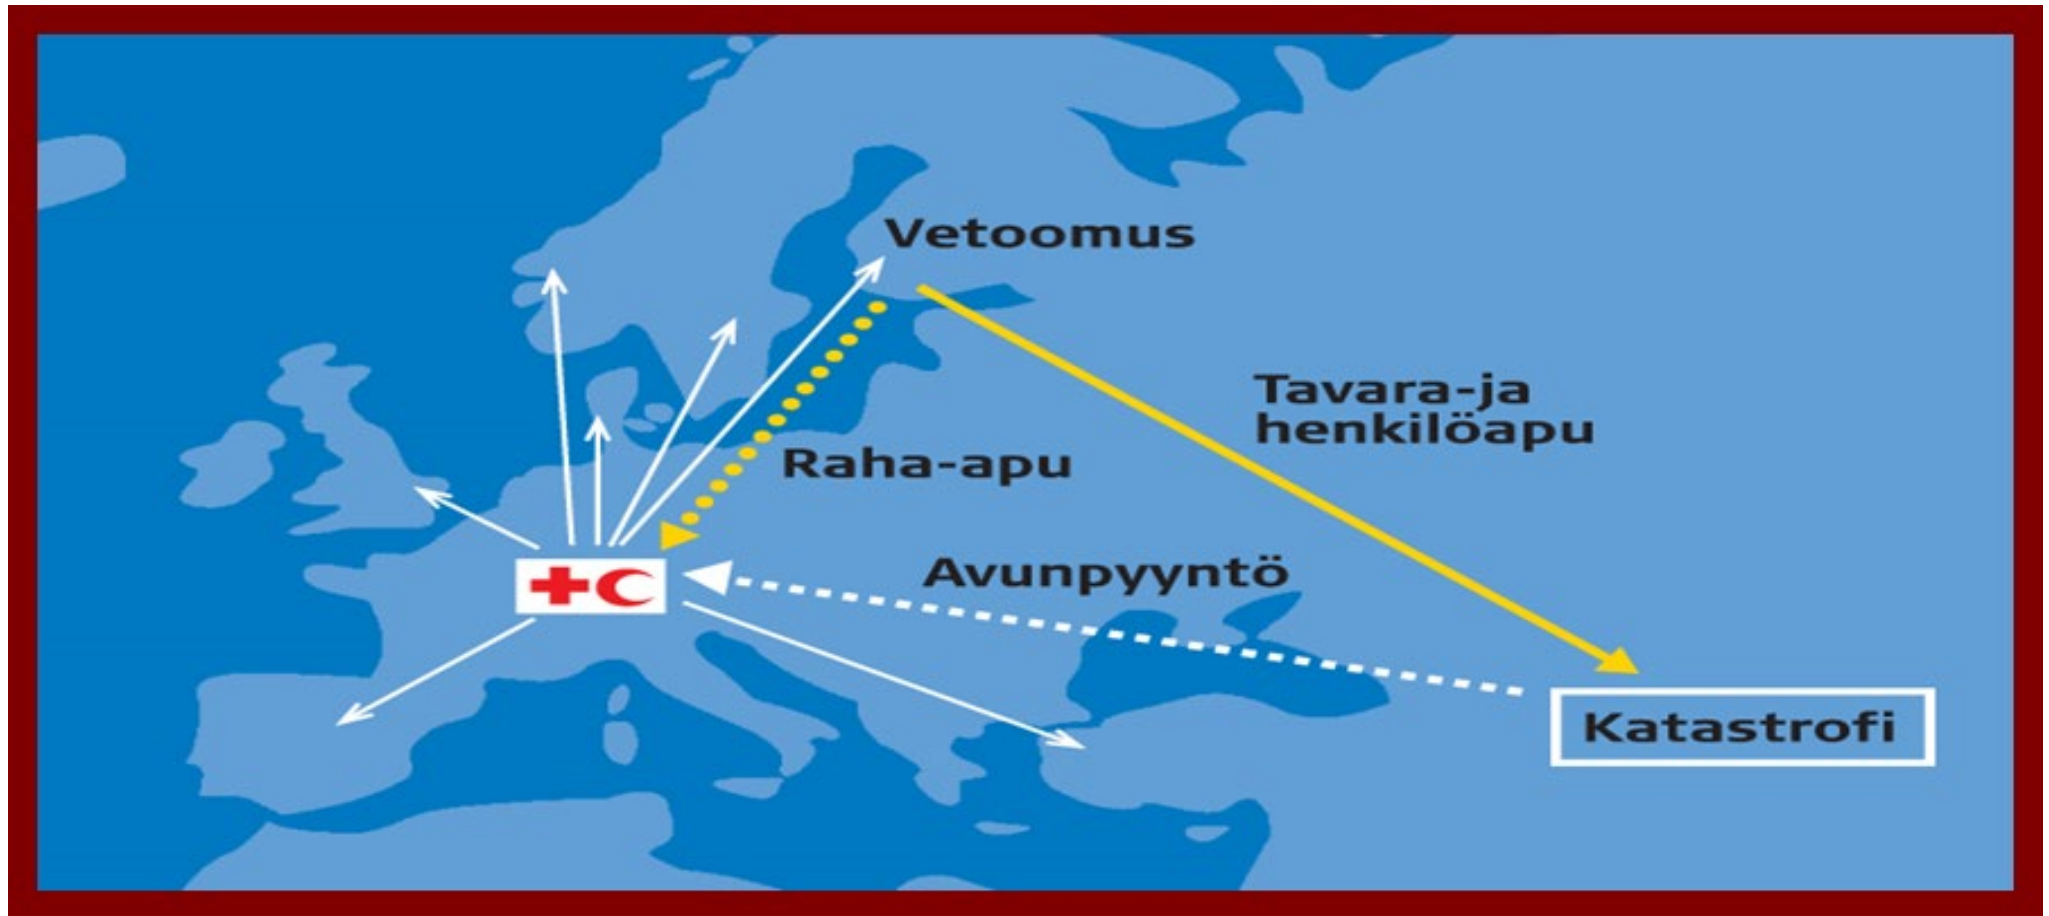 Vetoomus
Tavara-ja
henkilöapu
Raha-apu
Avunpyyntö
Katastrofi